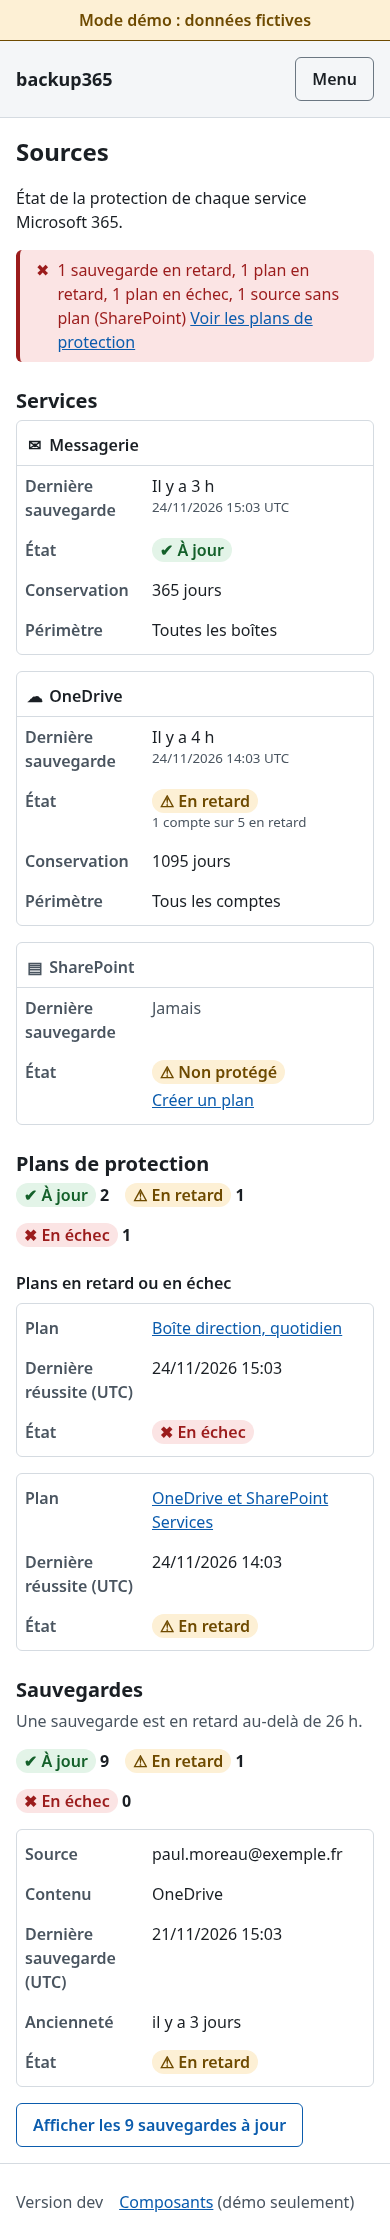 Mode démo : données fictives
backup365
Menu
Sources
État de la protection de chaque service
Microsoft 365.
✖ 1 sauvegarde en retard, 1 plan en
retard, 1 plan en échec, 1 source sans
plan (SharePoint) Voir les plans de
protection
Services
✉ Messagerie
Dernière
sauvegarde
Il y a 3 h
24/11/2026 15:03 UTC
État
✔ À jour
Conservation
365 jours
Périmètre
Toutes les boîtes
☁ OneDrive
Dernière
sauvegarde
Il y a 4 h
24/11/2026 14:03 UTC
État
⚠ En retard
1 compte sur 5 en retard
Conservation
1095 jours
Périmètre
Tous les comptes
▤ SharePoint
Dernière
sauvegarde
Jamais
État
⚠ Non protégé
Créer un plan
Plans de protection
✔ À jour 2 ⚠ En retard 1
✖ En échec 1
Plans en retard ou en échec
Plan
Boîte direction, quotidien
Dernière
réussite (UTC)
24/11/2026 15:03
État
✖ En échec
Plan
OneDrive et SharePoint
Services
Dernière
réussite (UTC)
24/11/2026 14:03
État
⚠ En retard
Sauvegardes
Une sauvegarde est en retard au-delà de 26 h.
✔ À jour 9 ⚠ En retard 1
✖ En échec 0
Source
paul.moreau@exemple.fr
Contenu
OneDrive
Dernière
sauvegarde
(UTC)
21/11/2026 15:03
Ancienneté
il y a 3 jours
État
⚠ En retard
Afficher les 9 sauvegardes à jour
Version dev Composants (démo seulement)